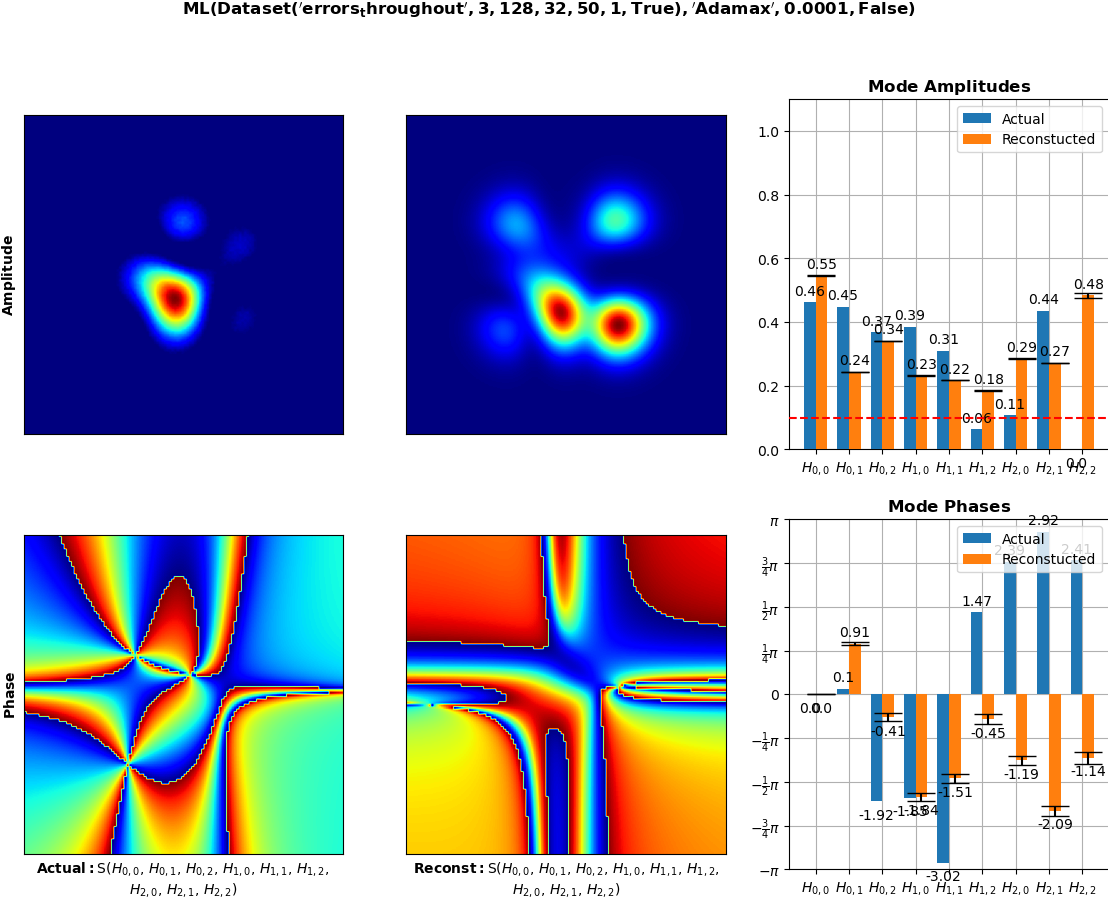 ML(Dataset('errors_throughout', 3, 128, 32, 50, 1, True), 'Adamax', 0.0001, False)
Amplitude
Mode Amplitudes
Actual
Reconstucted
1.0
0.8
0.6
0.4
0.2
0.0
0.46
0.55
0.45
0.24
0.37
0.34
0.39
0.23
0.31
0.22
0.06
0.18
0.11
0.29
0.44
0.27
0.0
0.48
H0,0 H0,1 H0,2 H1,0 H1,1 H1,2 H2,0 H2,1 H2,2
Phase
Mode Phases
Actual
Reconstucted
π
3/4π
1/2π
1/4π
0
−1/4π
−1/2π
−3/4π
−π
0.0
0.0
0.1
0.91
-1.92
-0.41
-1.85
-1.84
-3.02
-1.51
1.47
-0.45
2.39
-1.19
2.92
-2.09
2.41
-1.14
H0,0 H0,1 H0,2 H1,0 H1,1 H1,2 H2,0 H2,1 H2,2
Actual: S(H0,0, H0,1, H0,2, H1,0, H1,1, H1,2,
H2,0, H2,1, H2,2)
Reconst: S(H0,0, H0,1, H0,2, H1,0, H1,1, H1,2,
H2,0, H2,1, H2,2)